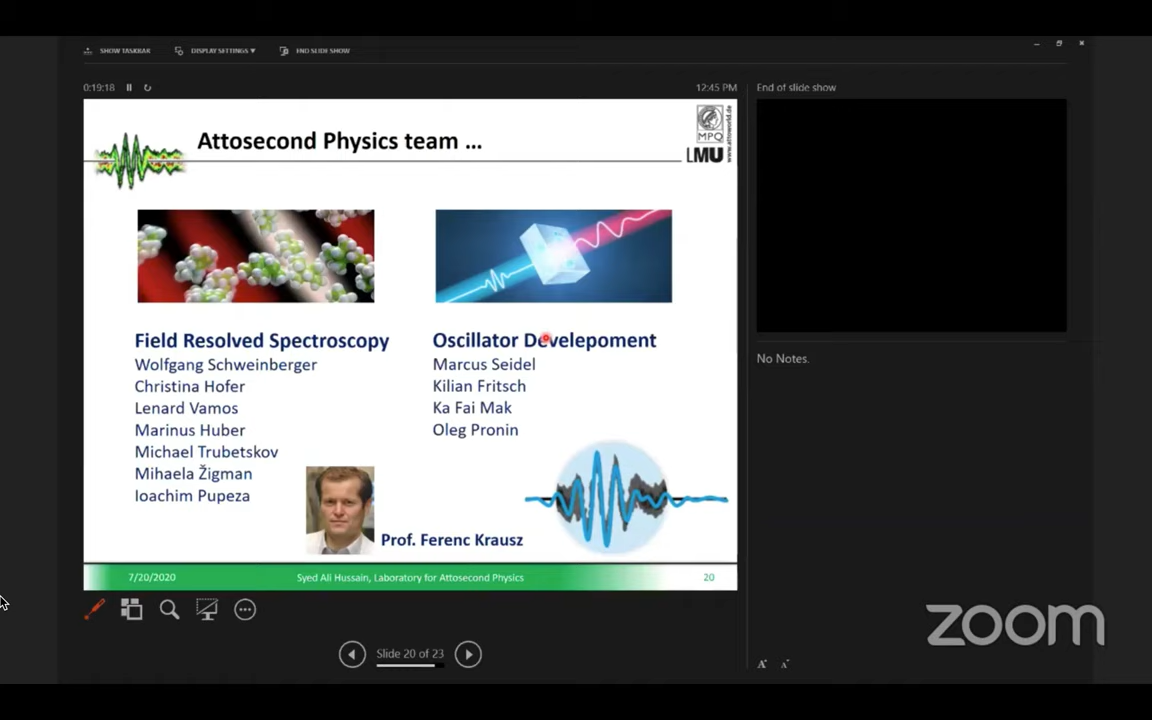 SHOW TASKBAR
DISPLAY SETTINGS ▼
END SLIDE SHOW
0:19:18
12:45 PM
End of slide show
Attosecond Physics team ...
MPQ
LMU
www.attoworld.de
Field Resolved Spectroscopy
Wolfgang Schweinberger
Christina Hofer
Lenard Vamos
Marinus Huber
Michael Trubetskov
Mihaela Žigman
Ioachim Pupeza
Oscillator Develepoment
Marcus Seidel
Kilian Fritsch
Ka Fai Mak
Oleg Pronin
Prof. Ferenc Krausz
7/20/2020
Syed Ali Hussain, Laboratory for Attosecond Physics
20
No Notes.
Slide 20 of 23
zoom
A
A